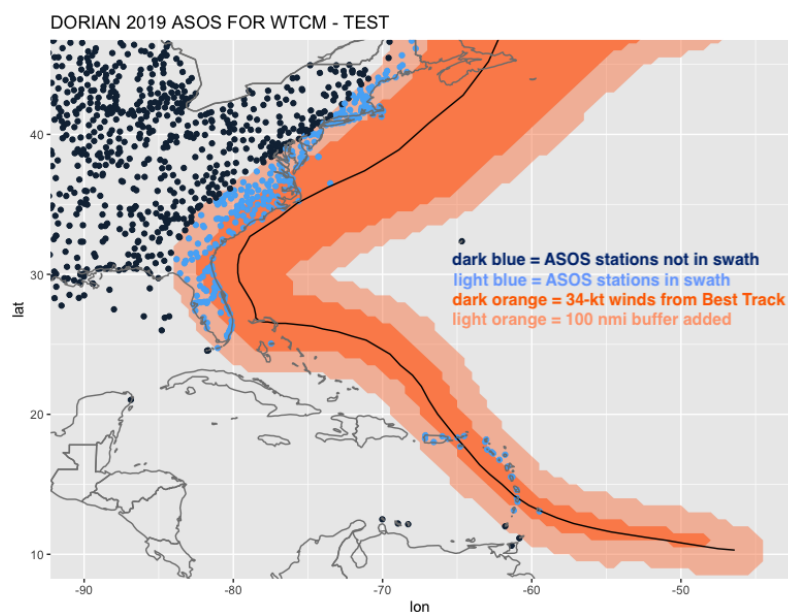 DORIAN 2019 ASOS FOR WTCM - TEST
40
30
20
10
lat
dark blue = ASOS stations not in swath
light blue = ASOS stations in swath
dark orange = 34-kt winds from Best Track
light orange = 100 nmi buffer added
-90 -80 -70 -60 -50
lon